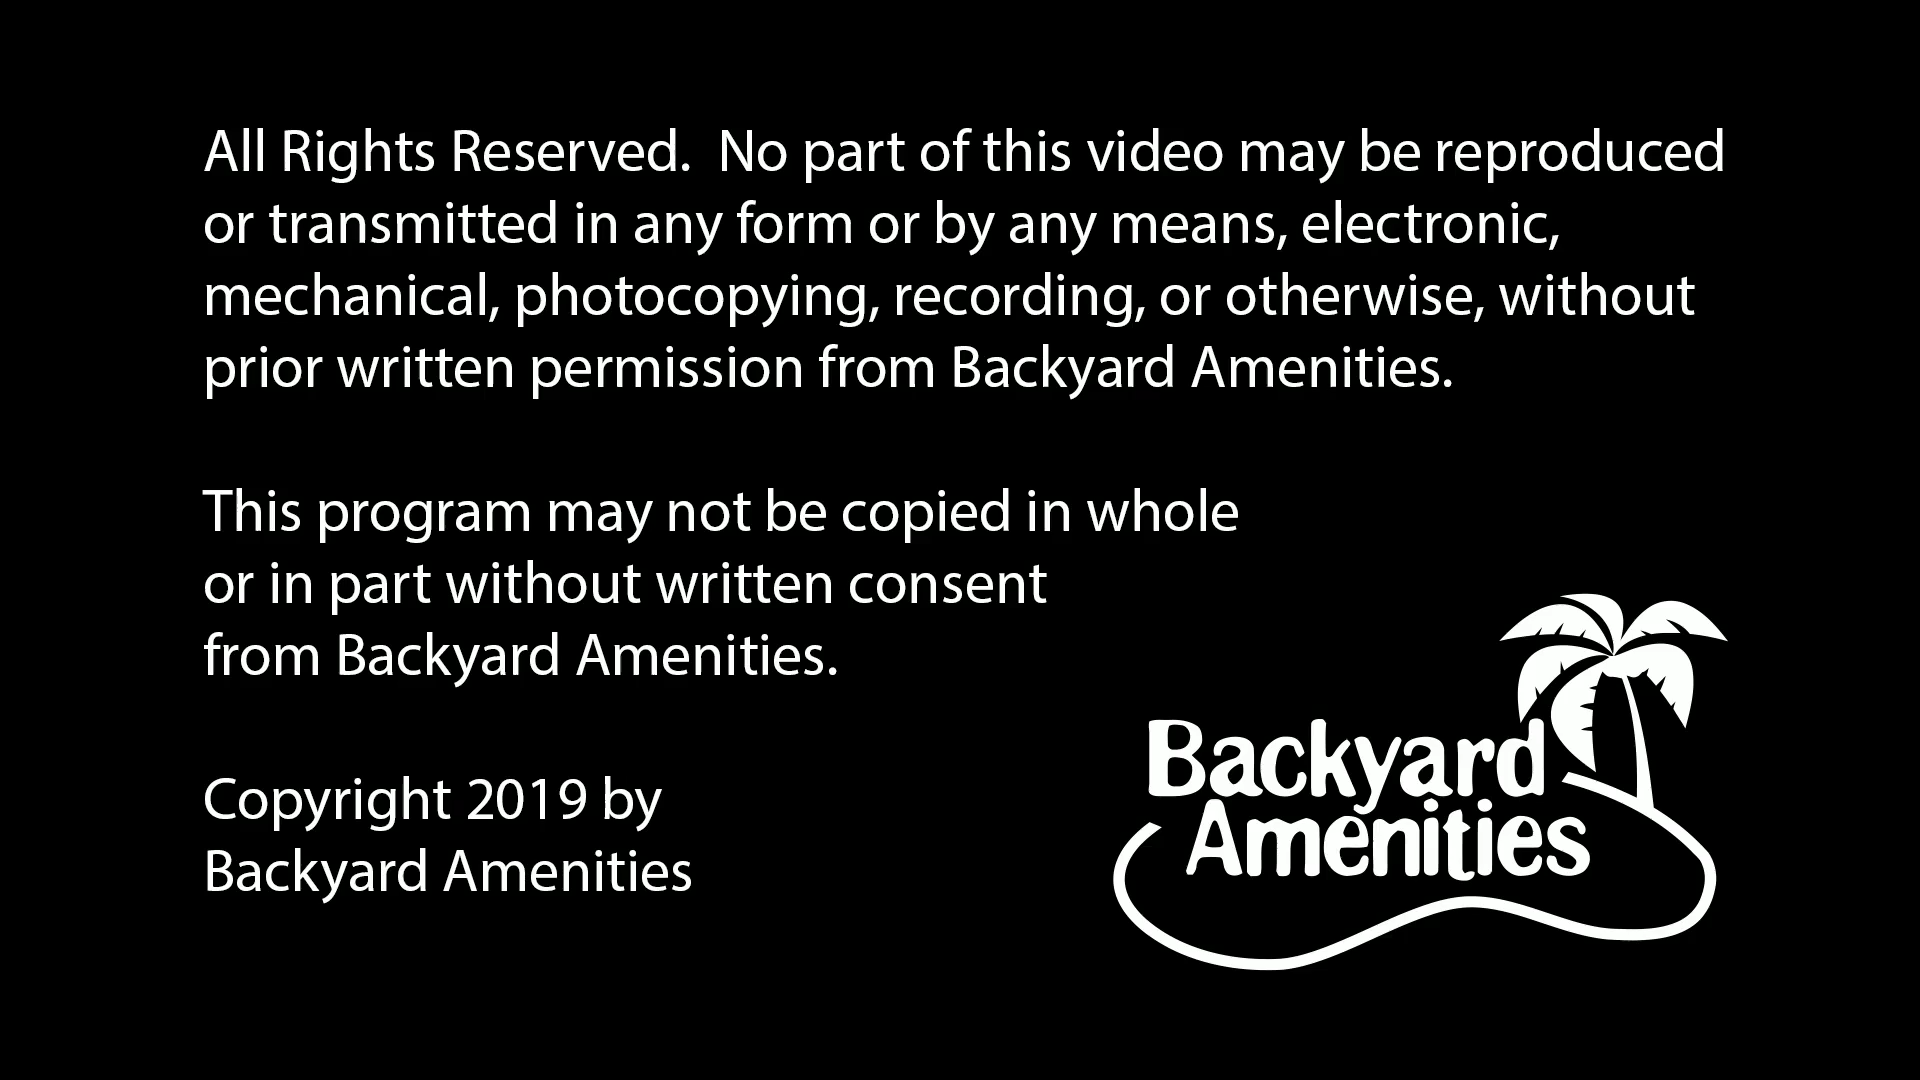 All Rights Reserved.  No part of this video may be reproduced
or transmitted in any form or by any means, electronic,
mechanical, photocopying, recording, or otherwise, without
prior written permission from Backyard Amenities.
This program may not be copied in whole
or in part without written consent
from Backyard Amenities.
Copyright 2019 by
Backyard Amenities
Backyard
Amenities